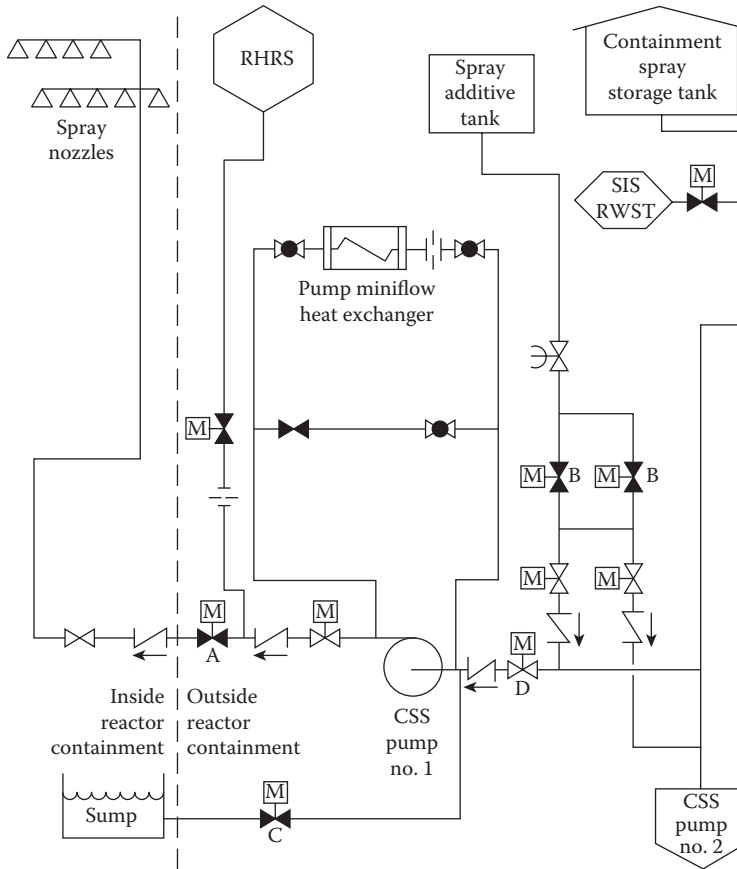 RHRS
Spray
additive
tank
Containment
spray
storage tank
Spray
nozzles
M
SIS
RWST
Pump miniflow
heat exchanger
M
M
B
M
B
M
M
M
M
A
M
D
Inside
reactor
containment
Outside
reactor
containment
CSS
pump
no. 1
Sump
M
C
CSS
pump
no. 2